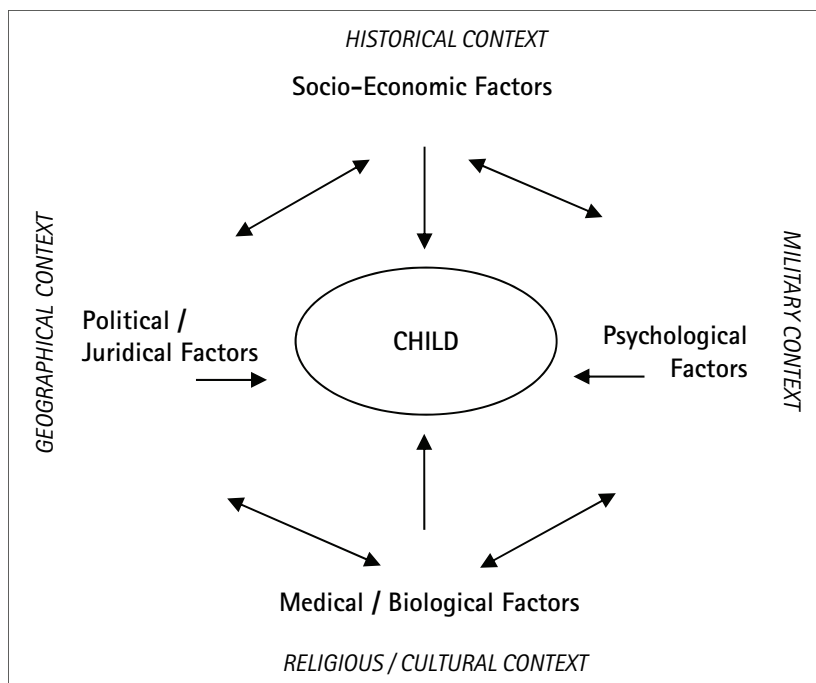 HISTORICAL CONTEXT
Socio-Economic Factors
GEOGRAPHICAL CONTEXT
Political /
Juridical Factors
CHILD
Psychological
Factors
MILITARY CONTEXT
Medical / Biological Factors
RELIGIOUS / CULTURAL CONTEXT